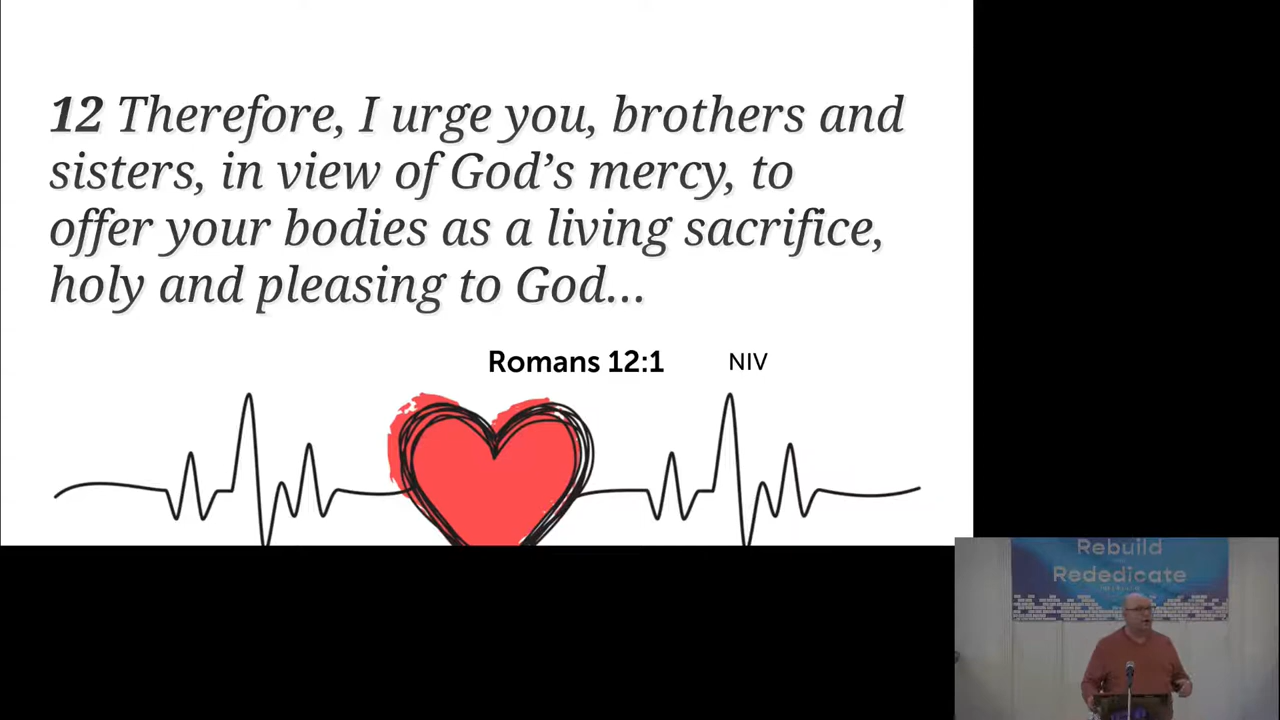 12 Therefore, I urge you, brothers and
sisters, in view of God’s mercy, to
offer your bodies as a living sacrifice,
holy and pleasing to God…
Romans 12:1 NIV
Rebuild
Rededicate